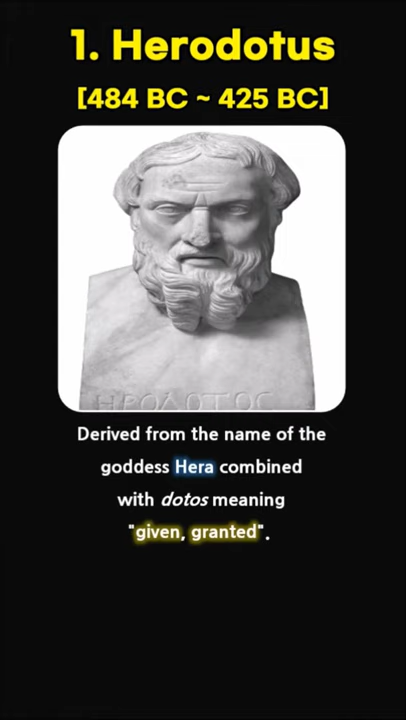 1. Herodotus
[484 BC ~ 425 BC]
ΗΡΟΔΟΤΟΣ
Derived from the name of the
goddess Hera combined
with dotos meaning
"given, granted".